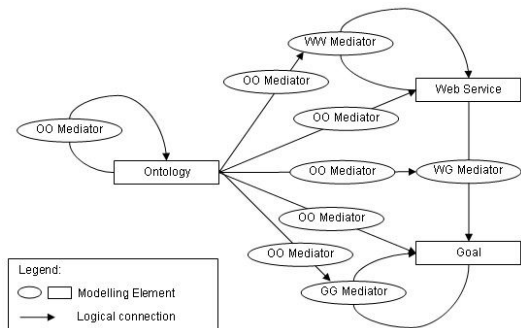 WW Mediator
OO Mediator
Web Service
OO Mediator
OO Mediator
Ontology
OO Mediator
WG Mediator
OO Mediator
OO Mediator
Goal
GG Mediator
Legend:
Modelling Element
Logical connection